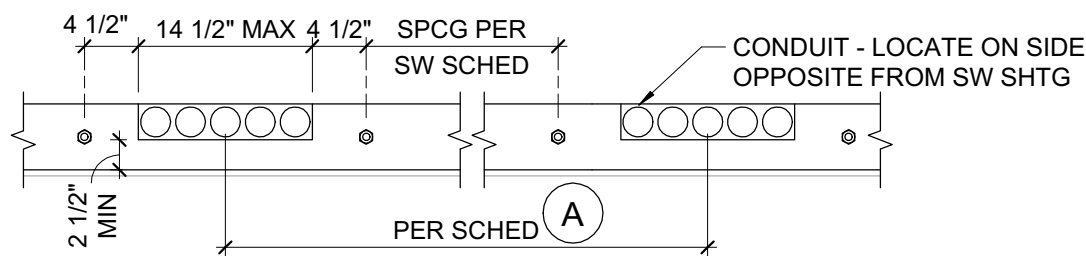 4 1/2" 14 1/2" MAX 4 1/2" SPCG PER
SW SCHED
CONDUIT - LOCATE ON SIDE
OPPOSITE FROM SW SHTG
2 1/2"
MIN
PER SCHED
A